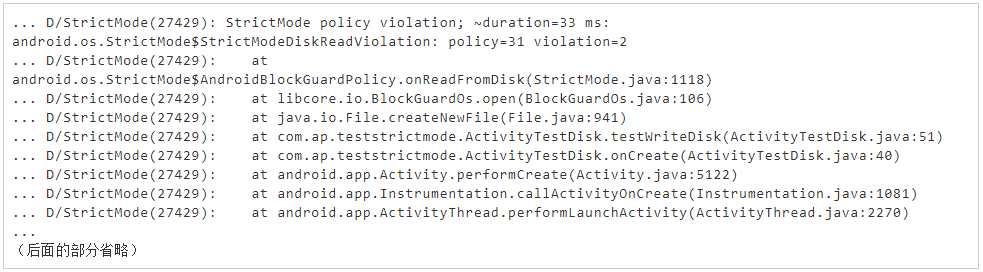 ... D/StrictMode(27429): StrictMode policy violation; ~duration=33 ms:
android.os.StrictMode$StrictModeDiskReadViolation: policy=31 violation=2
... D/StrictMode(27429):    at
android.os.StrictMode$AndroidBlockGuardPolicy.onReadFromDisk(StrictMode.java:1118)
... D/StrictMode(27429):    at libcore.io.BlockGuardOs.open(BlockGuardOs.java:106)
... D/StrictMode(27429):    at java.io.File.createNewFile(File.java:941)
... D/StrictMode(27429):    at com.ap.teststrictmode.ActivityTestDisk.testWriteDisk(ActivityTestDisk.java:51)
... D/StrictMode(27429):    at com.ap.teststrictmode.ActivityTestDisk.onCreate(ActivityTestDisk.java:40)
... D/StrictMode(27429):    at android.app.Activity.performCreate(Activity.java:5122)
... D/StrictMode(27429):    at android.app.Instrumentation.callActivityOnCreate(Instrumentation.java:1081)
... D/StrictMode(27429):    at android.app.ActivityThread.performLaunchActivity(ActivityThread.java:2270)
...
（后面的部分省略）